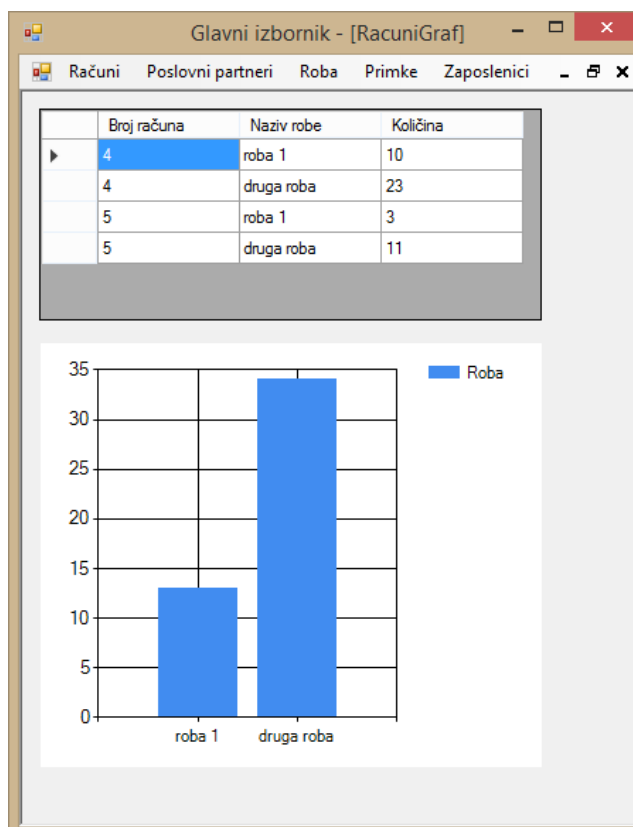 Glavni izbornik - [RacuniGraf]
Računi Poslovni partneri Roba Primke Zaposlenici
Broj računa Naziv robe Količina
4 roba 1 10
4 druga roba 23
5 roba 1 3
5 druga roba 11
35
30
25
20
15
10
5
0
roba 1 druga roba
Roba